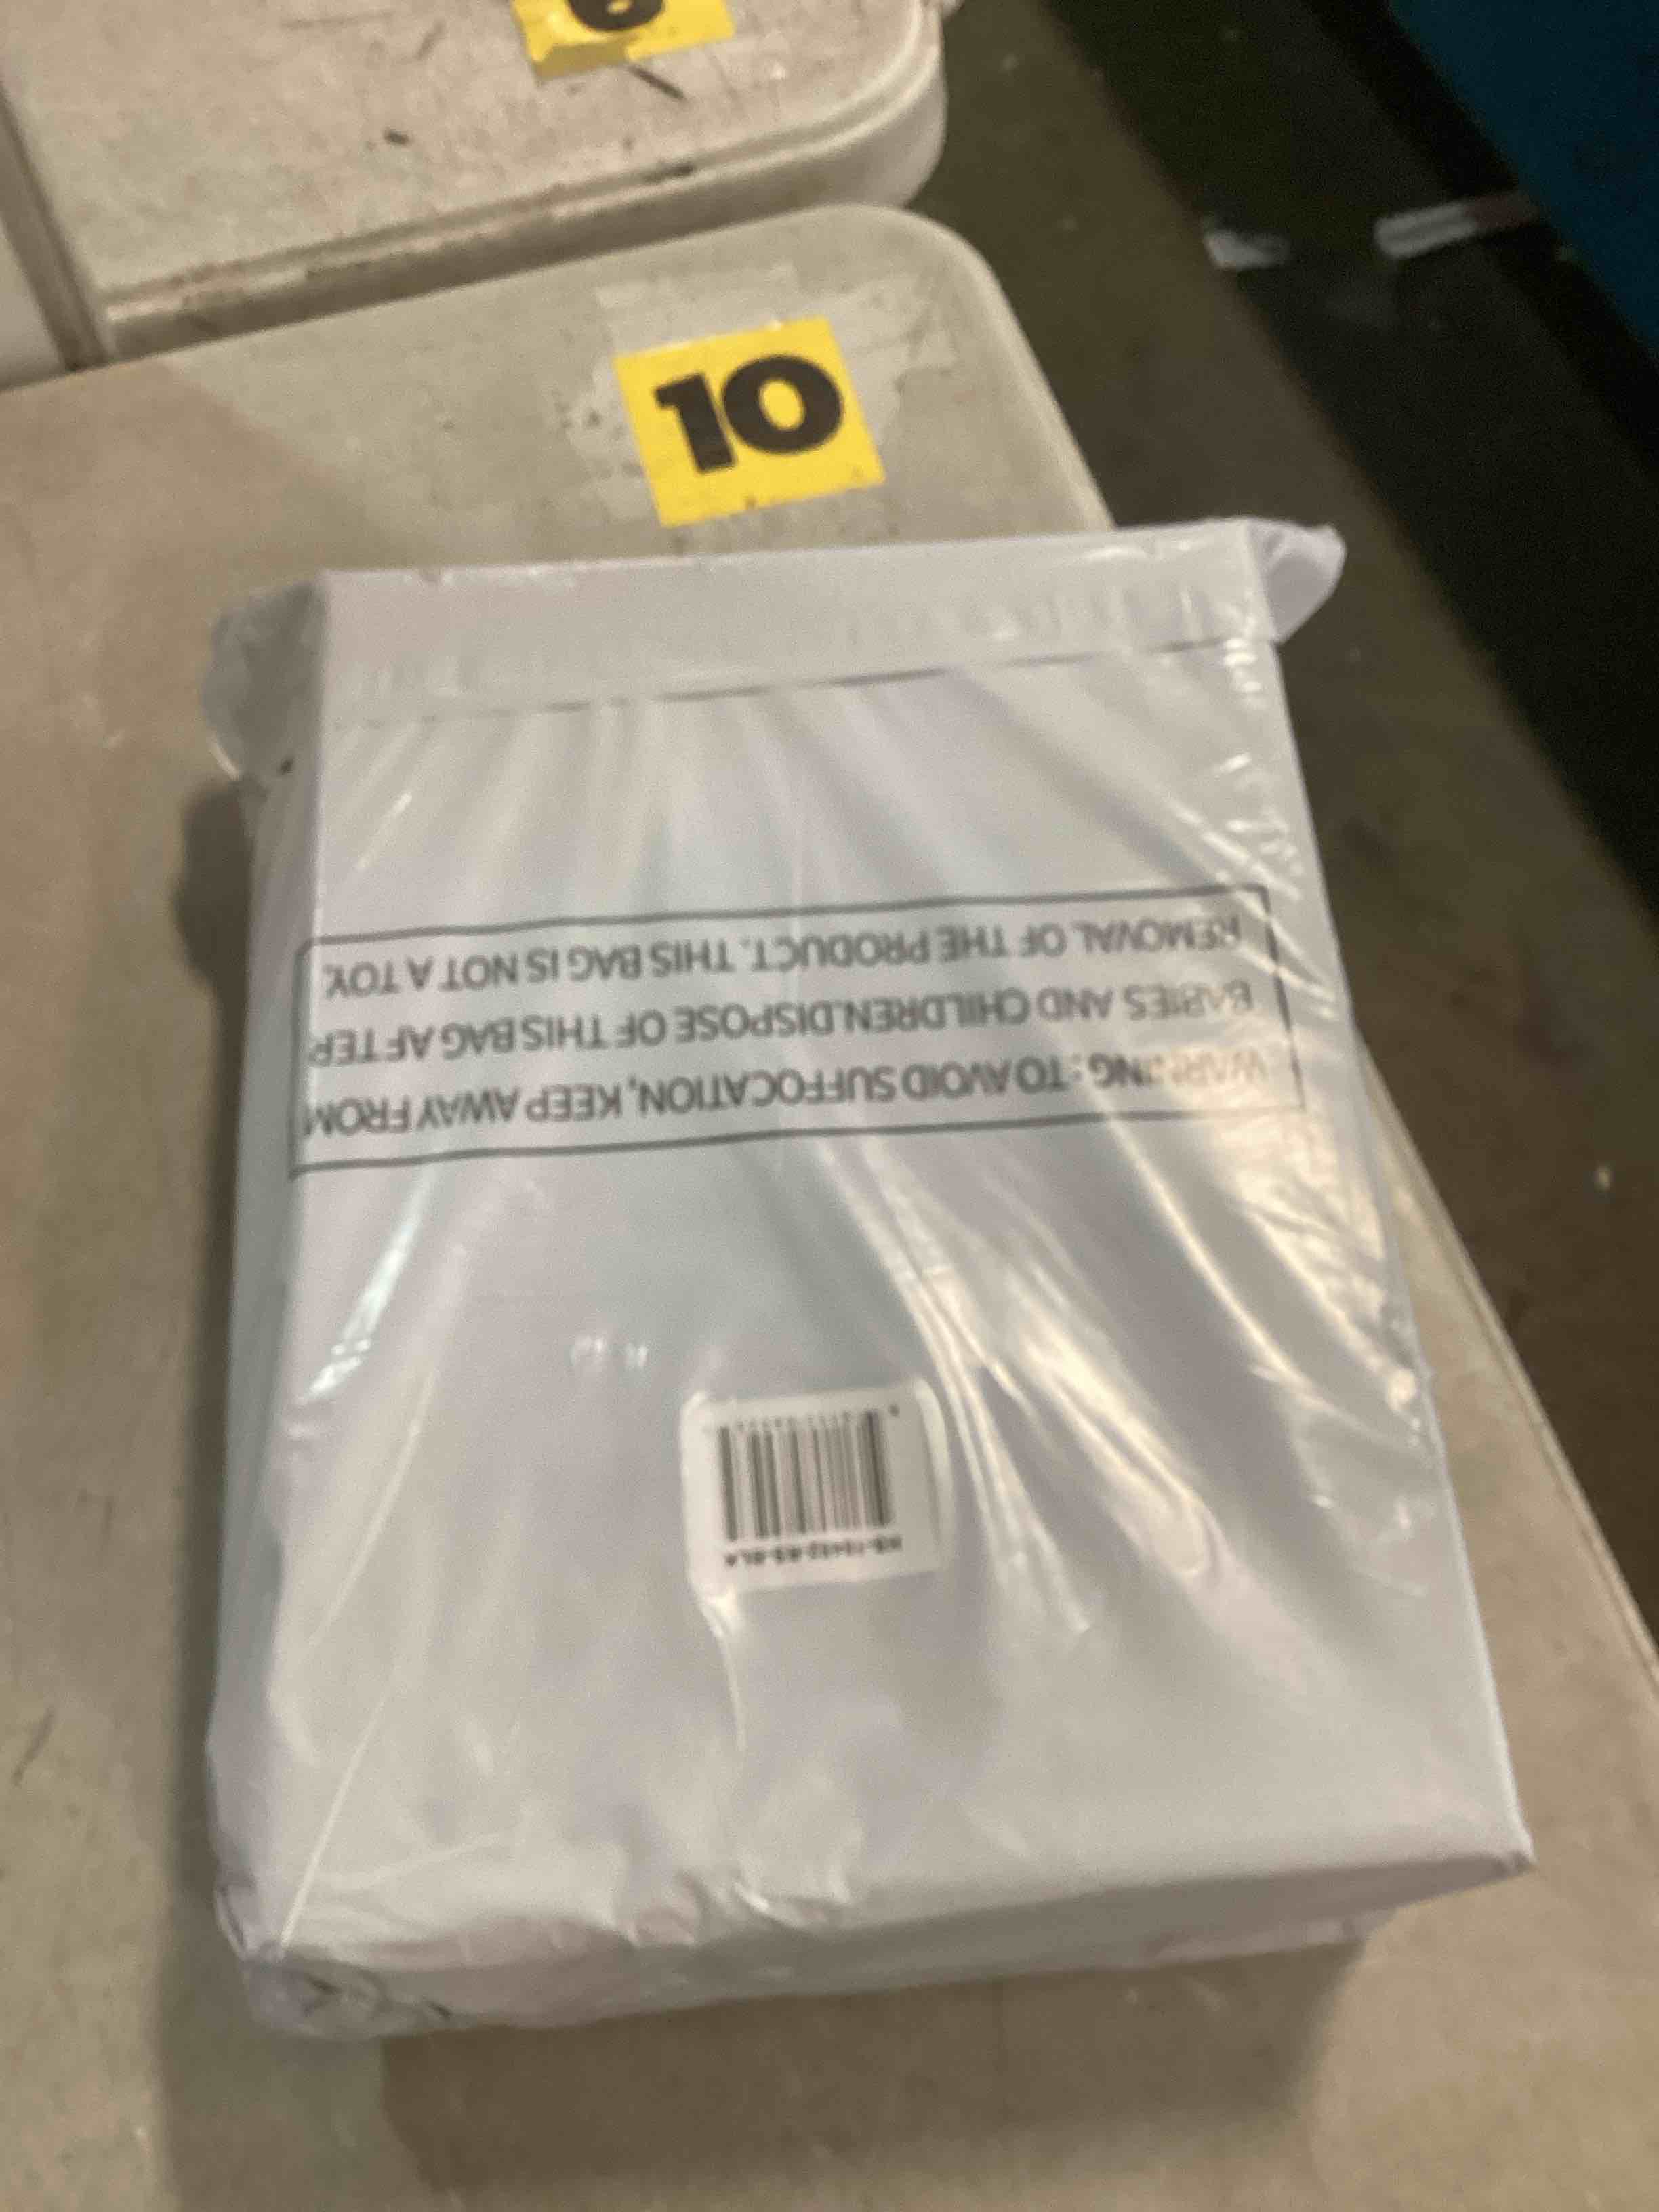 10
WARNING: TO AVOID SUFFOCATION, KEEP AWAY FROM
BABIES AND CHILDREN.DISPOSE OF THIS BAG AFTER
REMOVAL OF THE PRODUCT. THIS BAG IS NOT A TOY.